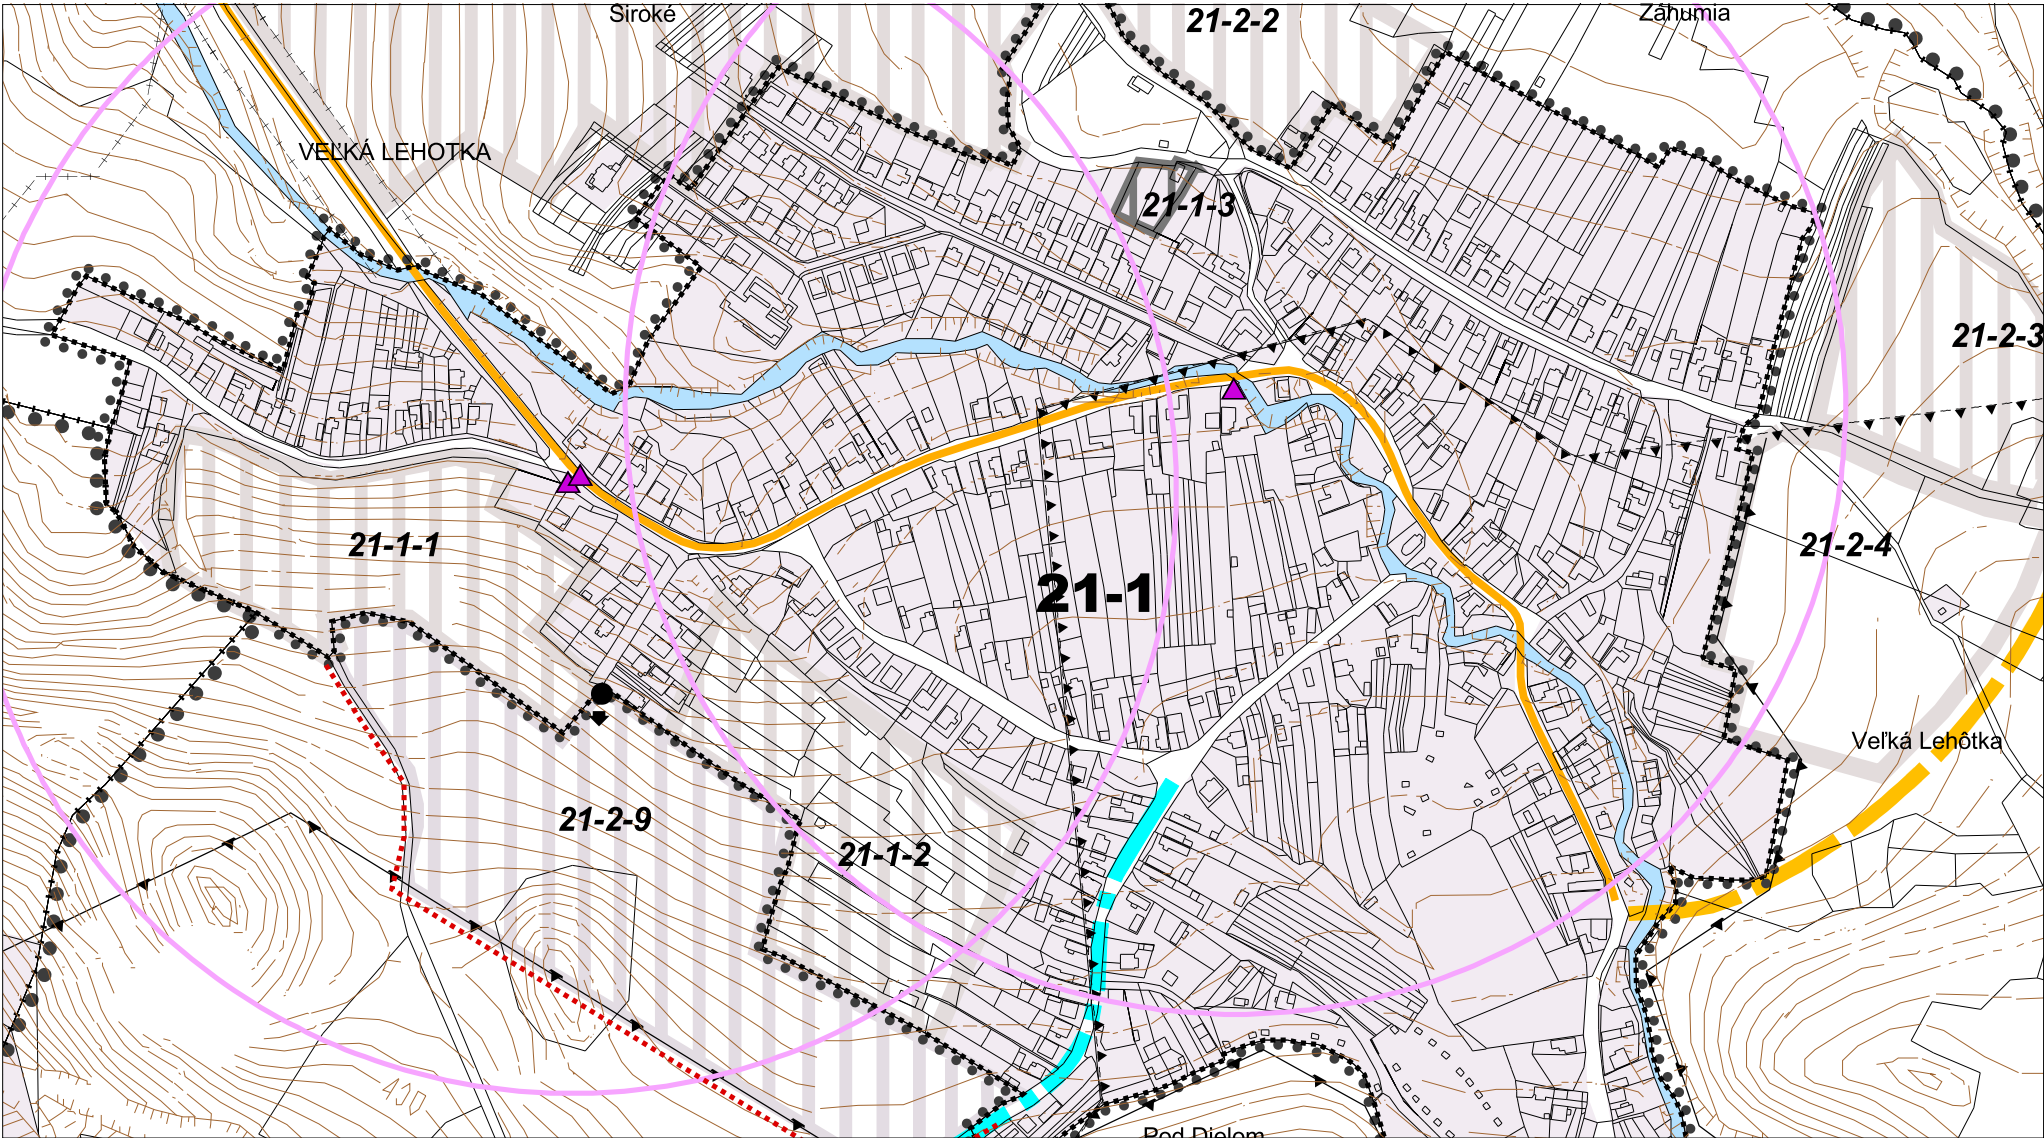 Široké
21-2-2
Záhumia
VEĽKÁ LEHOTKA
21-1-3
21-2-3
21-1-1
21-2-4
21-1
Veľká Lehôtka
21-2-9
21-1-2
400
Pod Dielom